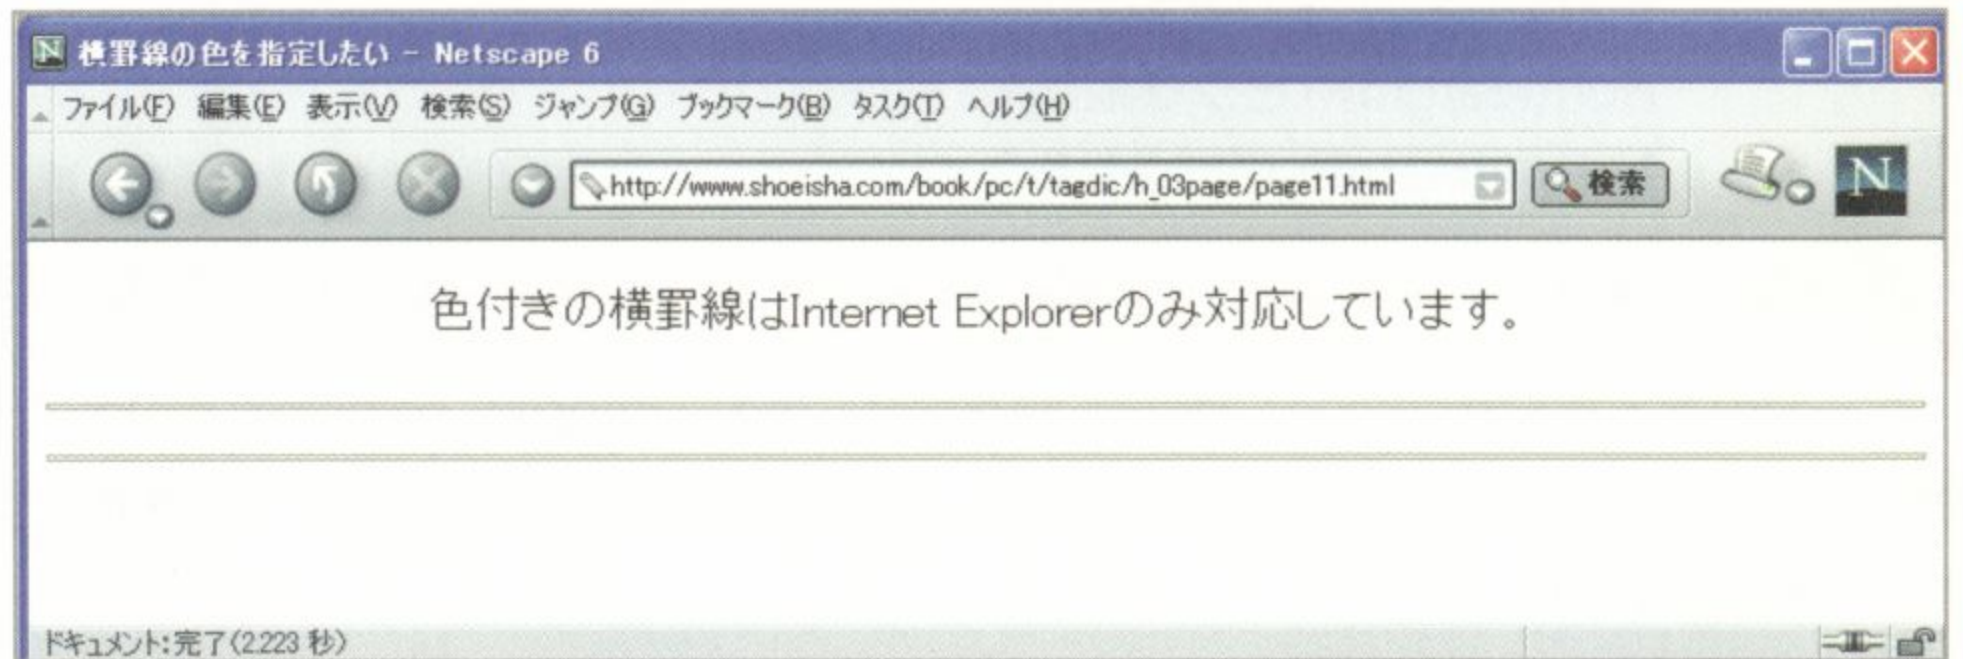 N 横罫線の色を指定したい - Netscape 6
ファイル(F) 編集(E) 表示(V) 検索(S) ジャンプ(G) ブックマーク(B) タスク(T) ヘルプ(H)
http://www.shoeisha.com/book/pc/t/tagdic/h_03page/page11.html 検索 N
色付きの横罫線はInternet Explorerのみ対応しています。
ドキュメント:完了(2.223 秒)